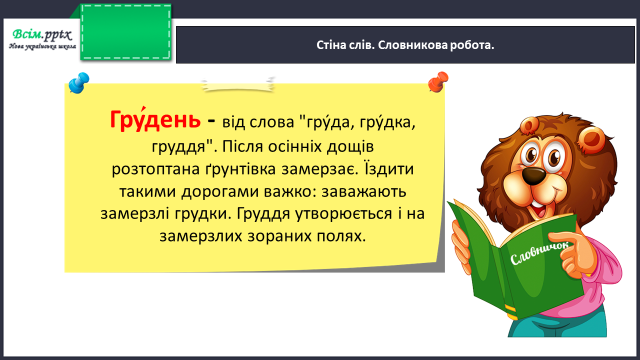 Всім.pptx
Нова українська школа
Стіна слів. Словникова робота.
Гру́день - від слова "гру́да, гру́дка,
груддя". Після осінніх дощів
розтоптана ґрунтівка замерзає. Їздити
такими дорогами важко: заважають
замерзлі грудки. Груддя утворюється і на
замерзлих зораних полях.
Словничок